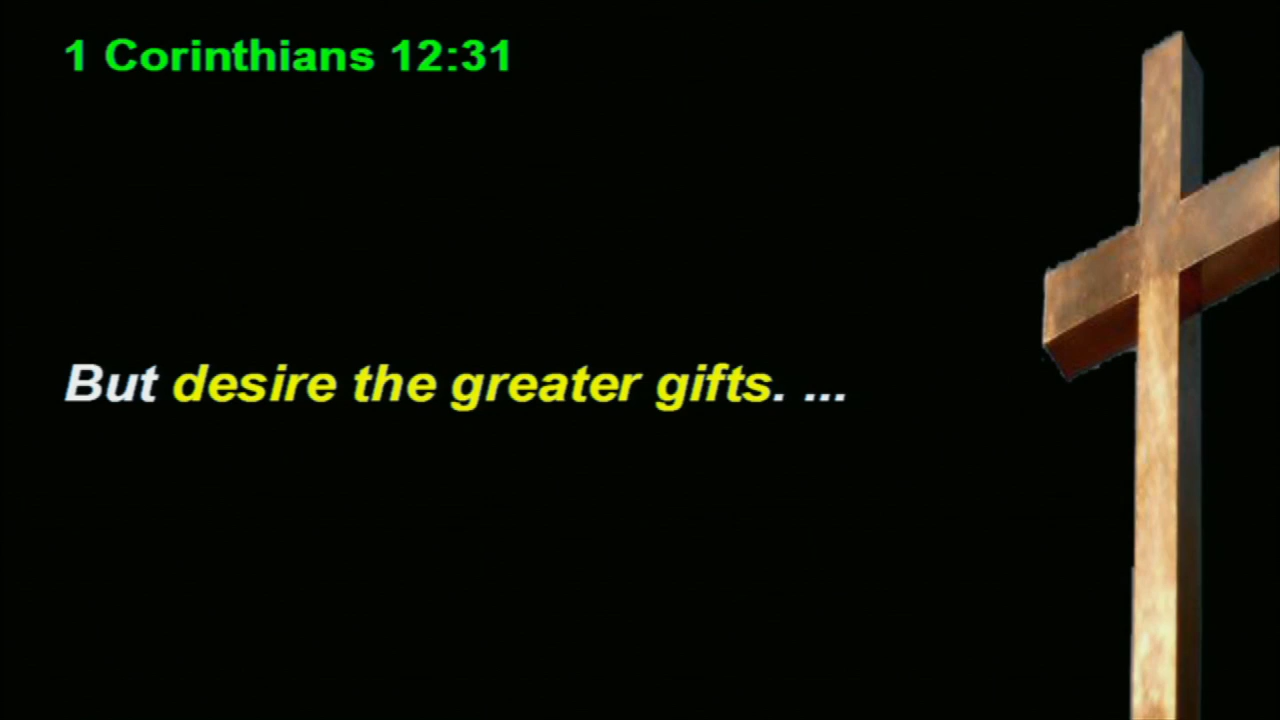 1 Corinthians 12:31
But desire the greater gifts. ...